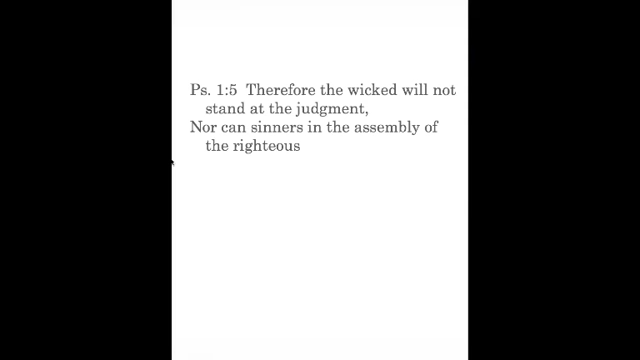 Ps. 1:5  Therefore the wicked will not
stand at the judgment,
Nor can sinners in the assembly of
the righteous